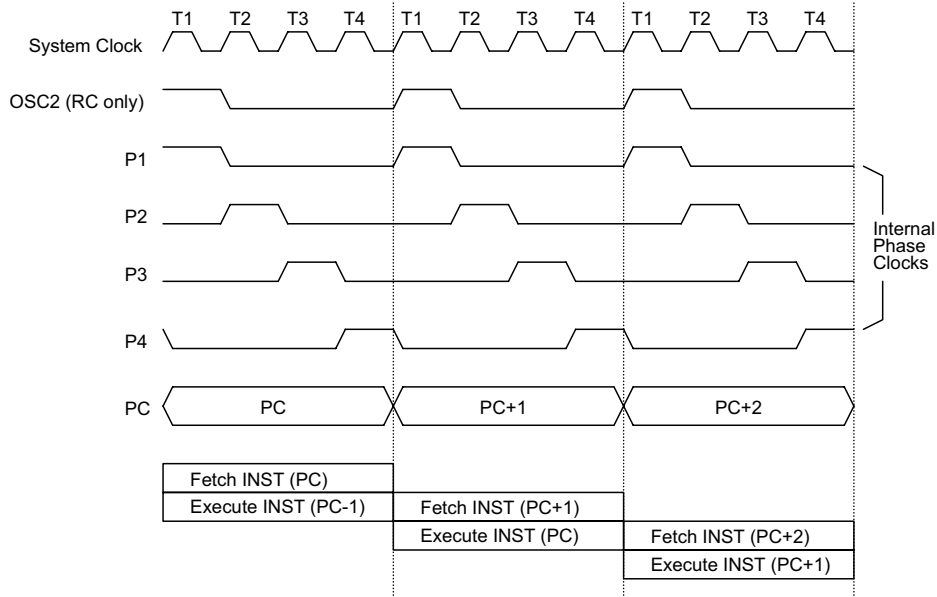 T1 T2 T3 T4 T1 T2 T3 T4 T1 T2 T3 T4
System Clock
OSC2 (RC only)
P1
P2
Internal
Phase
Clocks
P3
P4
PC PC PC+1 PC+2
Fetch INST (PC)
Execute INST (PC-1) Fetch INST (PC+1)
Execute INST (PC) Fetch INST (PC+2)
Execute INST (PC+1)